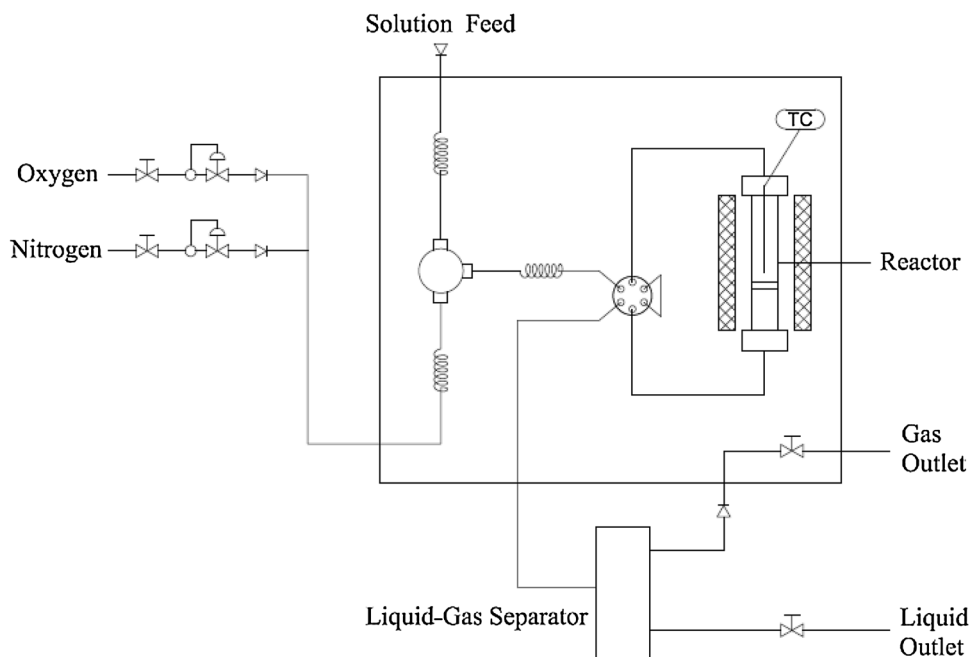 Solution Feed
TC
Oxygen
Nitrogen
Reactor
Gas
Outlet
Liquid-Gas Separator
Liquid
Outlet